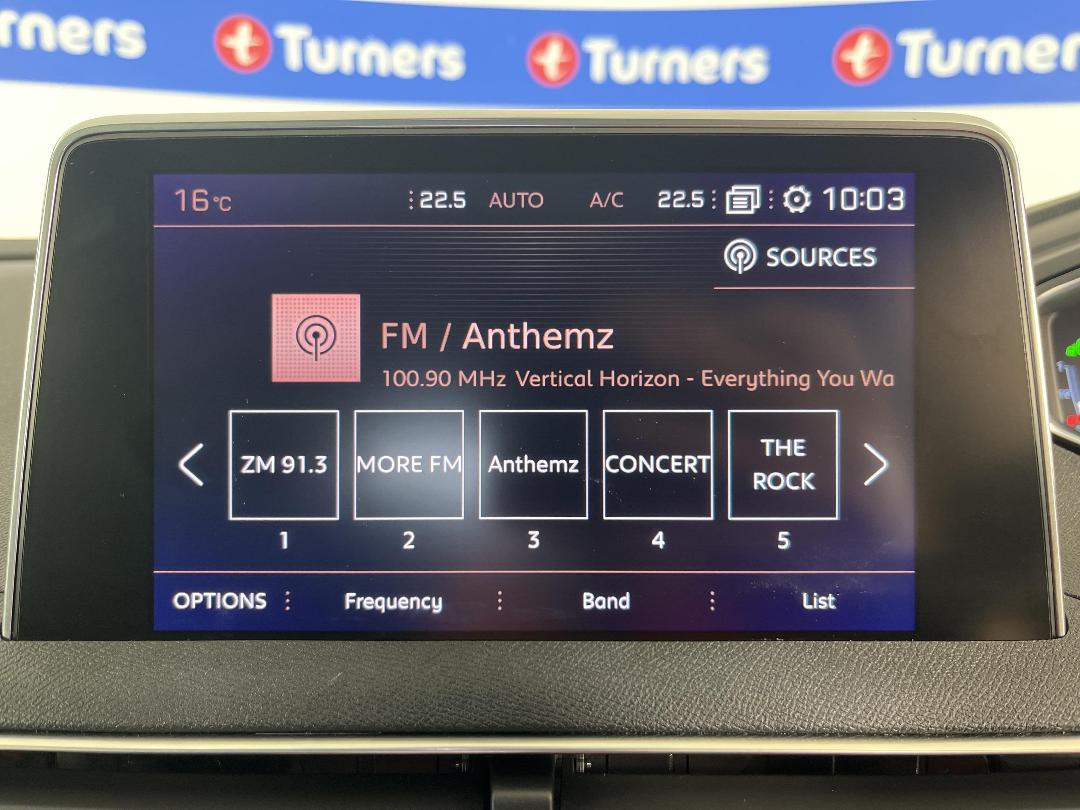 Turners Turners Turners Turners
16°C 22.5 AUTO A/C 22.5 10:03
SOURCES
FM / Anthemz
100.90 MHz Vertical Horizon - Everything You Wa
ZM 91.3 MORE FM Anthemz CONCERT THE ROCK
1 2 3 4 5
OPTIONS Frequency Band List